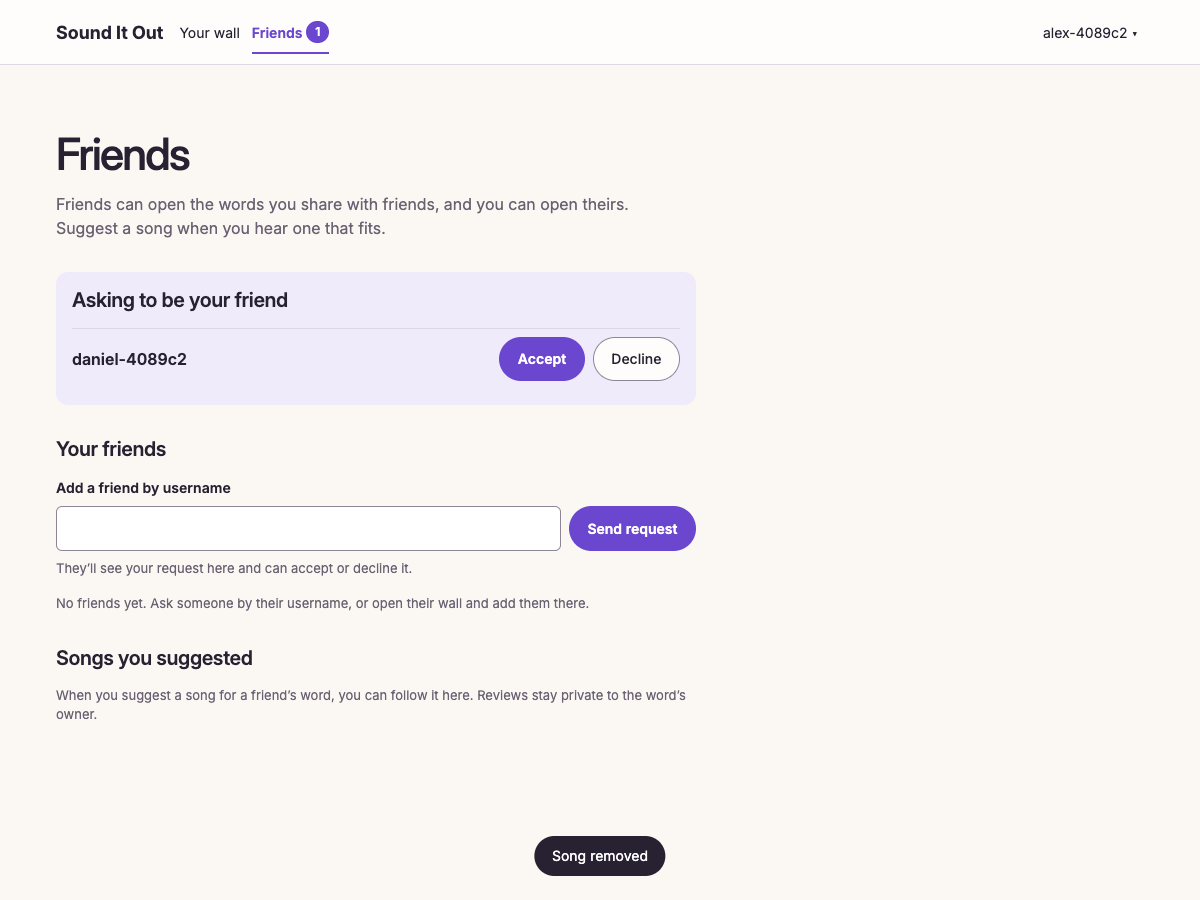 Sound It Out Your wall Friends 1 alex-4089c2 ▾
Friends
Friends can open the words you share with friends, and you can open theirs.
Suggest a song when you hear one that fits.
Asking to be your friend
daniel-4089c2 Accept Decline
Your friends
Add a friend by username
Send request
They’ll see your request here and can accept or decline it.
No friends yet. Ask someone by their username, or open their wall and add them there.
Songs you suggested
When you suggest a song for a friend’s word, you can follow it here. Reviews stay private to the word’s
owner.
Song removed